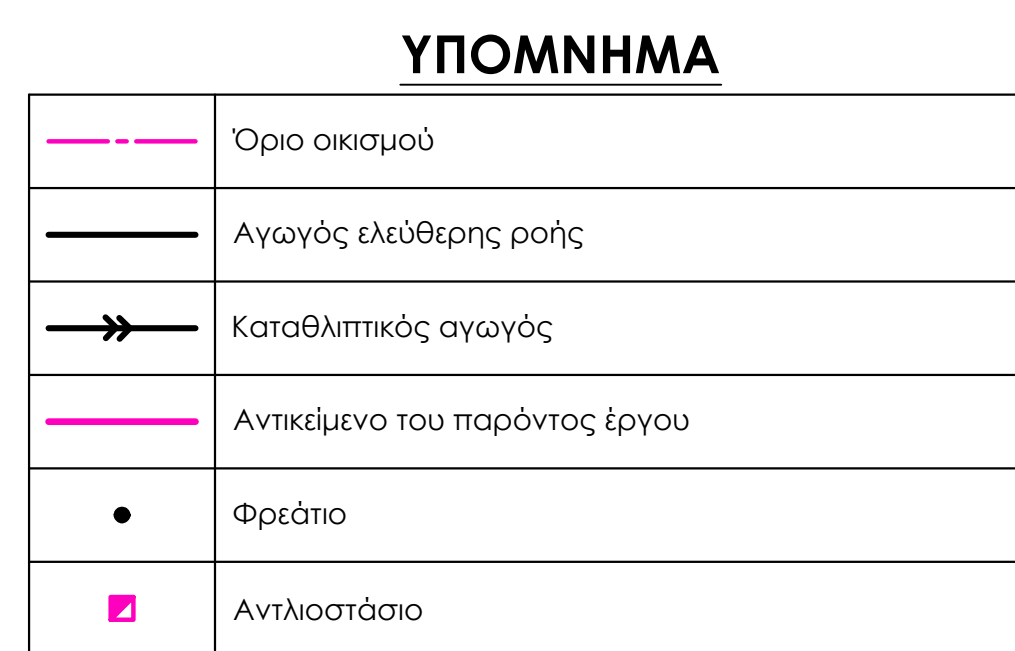 ΥΠΟΜΝΗΜΑ
Όριο οικισμού
Αγωγός ελεύθερης ροής
Καταθλιπτικός αγωγός
Αντικείμενο του παρόντος έργου
Φρεάτιο
Αντλιοστάσιο